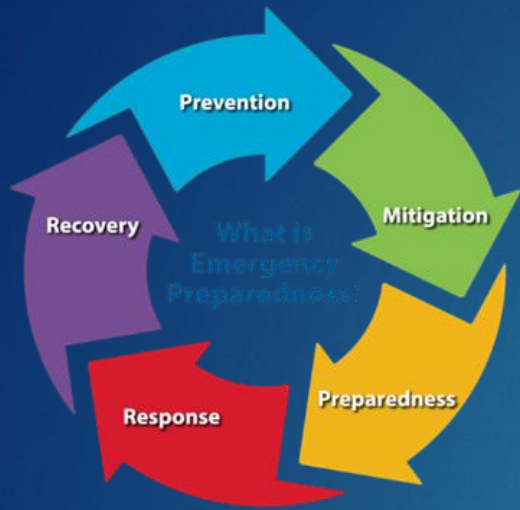 Prevention
Mitigation
Preparedness
Response
Recovery
What is
Emergency
Preparedness?